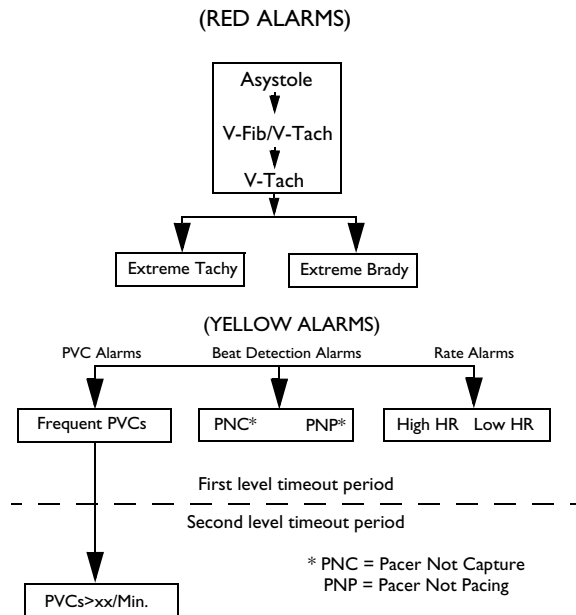 (RED ALARMS)
Asystole
V-Fib/V-Tach
V-Tach
Extreme Tachy
Extreme Brady
(YELLOW ALARMS)
PVC Alarms
Beat Detection Alarms
Rate Alarms
Frequent PVCs
PNC* PNP*
High HR Low HR
First level timeout period
Second level timeout period
* PNC = Pacer Not Capture
PNP = Pacer Not Pacing
PVCs>xx/Min.